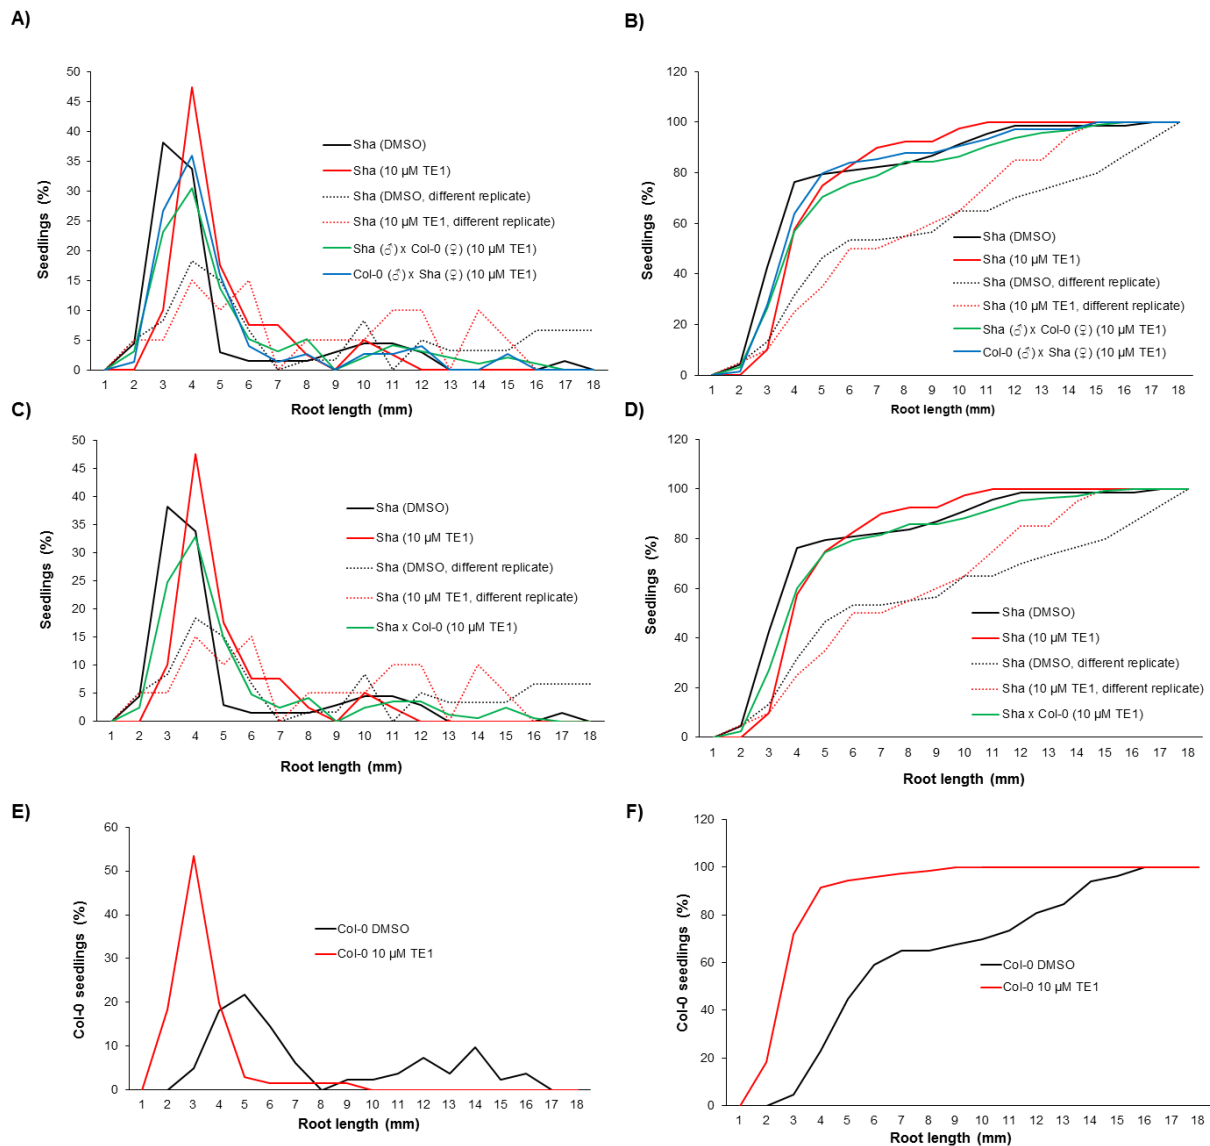 A)
50
45
40
35
30
25
20
15
10
5
0
Seedlings (%)
1 2 3 4 5 6 7 8 9 10 11 12 13 14 15 16 17 18
Root length (mm)
Sha (DMSO)
Sha (10 µM TE1)
Sha (DMSO, different replicate)
Sha (10 µM TE1, different replicate)
Sha (♂) x Col-0 (♀) (10 µM TE1)
Col-0 (♂) x Sha (♀) (10 µM TE1)
B)
120
100
80
60
40
20
0
Seedlings (%)
1 2 3 4 5 6 7 8 9 10 11 12 13 14 15 16 17 18
Root length (mm)
Sha (DMSO)
Sha (10 µM TE1)
Sha (DMSO, different replicate)
Sha (10 µM TE1, different replicate)
Sha (♂) x Col-0 (♀) (10 µM TE1)
Col-0 (♂) x Sha (♀) (10 µM TE1)
C)
50
45
40
35
30
25
20
15
10
5
0
Seedlings (%)
1 2 3 4 5 6 7 8 9 10 11 12 13 14 15 16 17 18
Root length (mm)
Sha (DMSO)
Sha (10 µM TE1)
Sha (DMSO, different replicate)
Sha (10 µM TE1, different replicate)
Sha x Col-0 (10 µM TE1)
D)
120
100
80
60
40
20
0
Seedlings (%)
1 2 3 4 5 6 7 8 9 10 11 12 13 14 15 16 17 18
Root length (mm)
Sha (DMSO)
Sha (10 µM TE1)
Sha (DMSO, different replicate)
Sha (10 µM TE1, different replicate)
Sha x Col-0 (10 µM TE1)
E)
60
50
40
30
20
10
0
Col-0 seedlings (%)
1 2 3 4 5 6 7 8 9 10 11 12 13 14 15 16 17 18
Root length (mm)
Col-0 DMSO
Col-0 10 µM TE1
F)
120
100
80
60
40
20
0
Col-0 seedlings (%)
1 2 3 4 5 6 7 8 9 10 11 12 13 14 15 16 17 18
Root length (mm)
Col-0 DMSO
Col-0 10 µM TE1